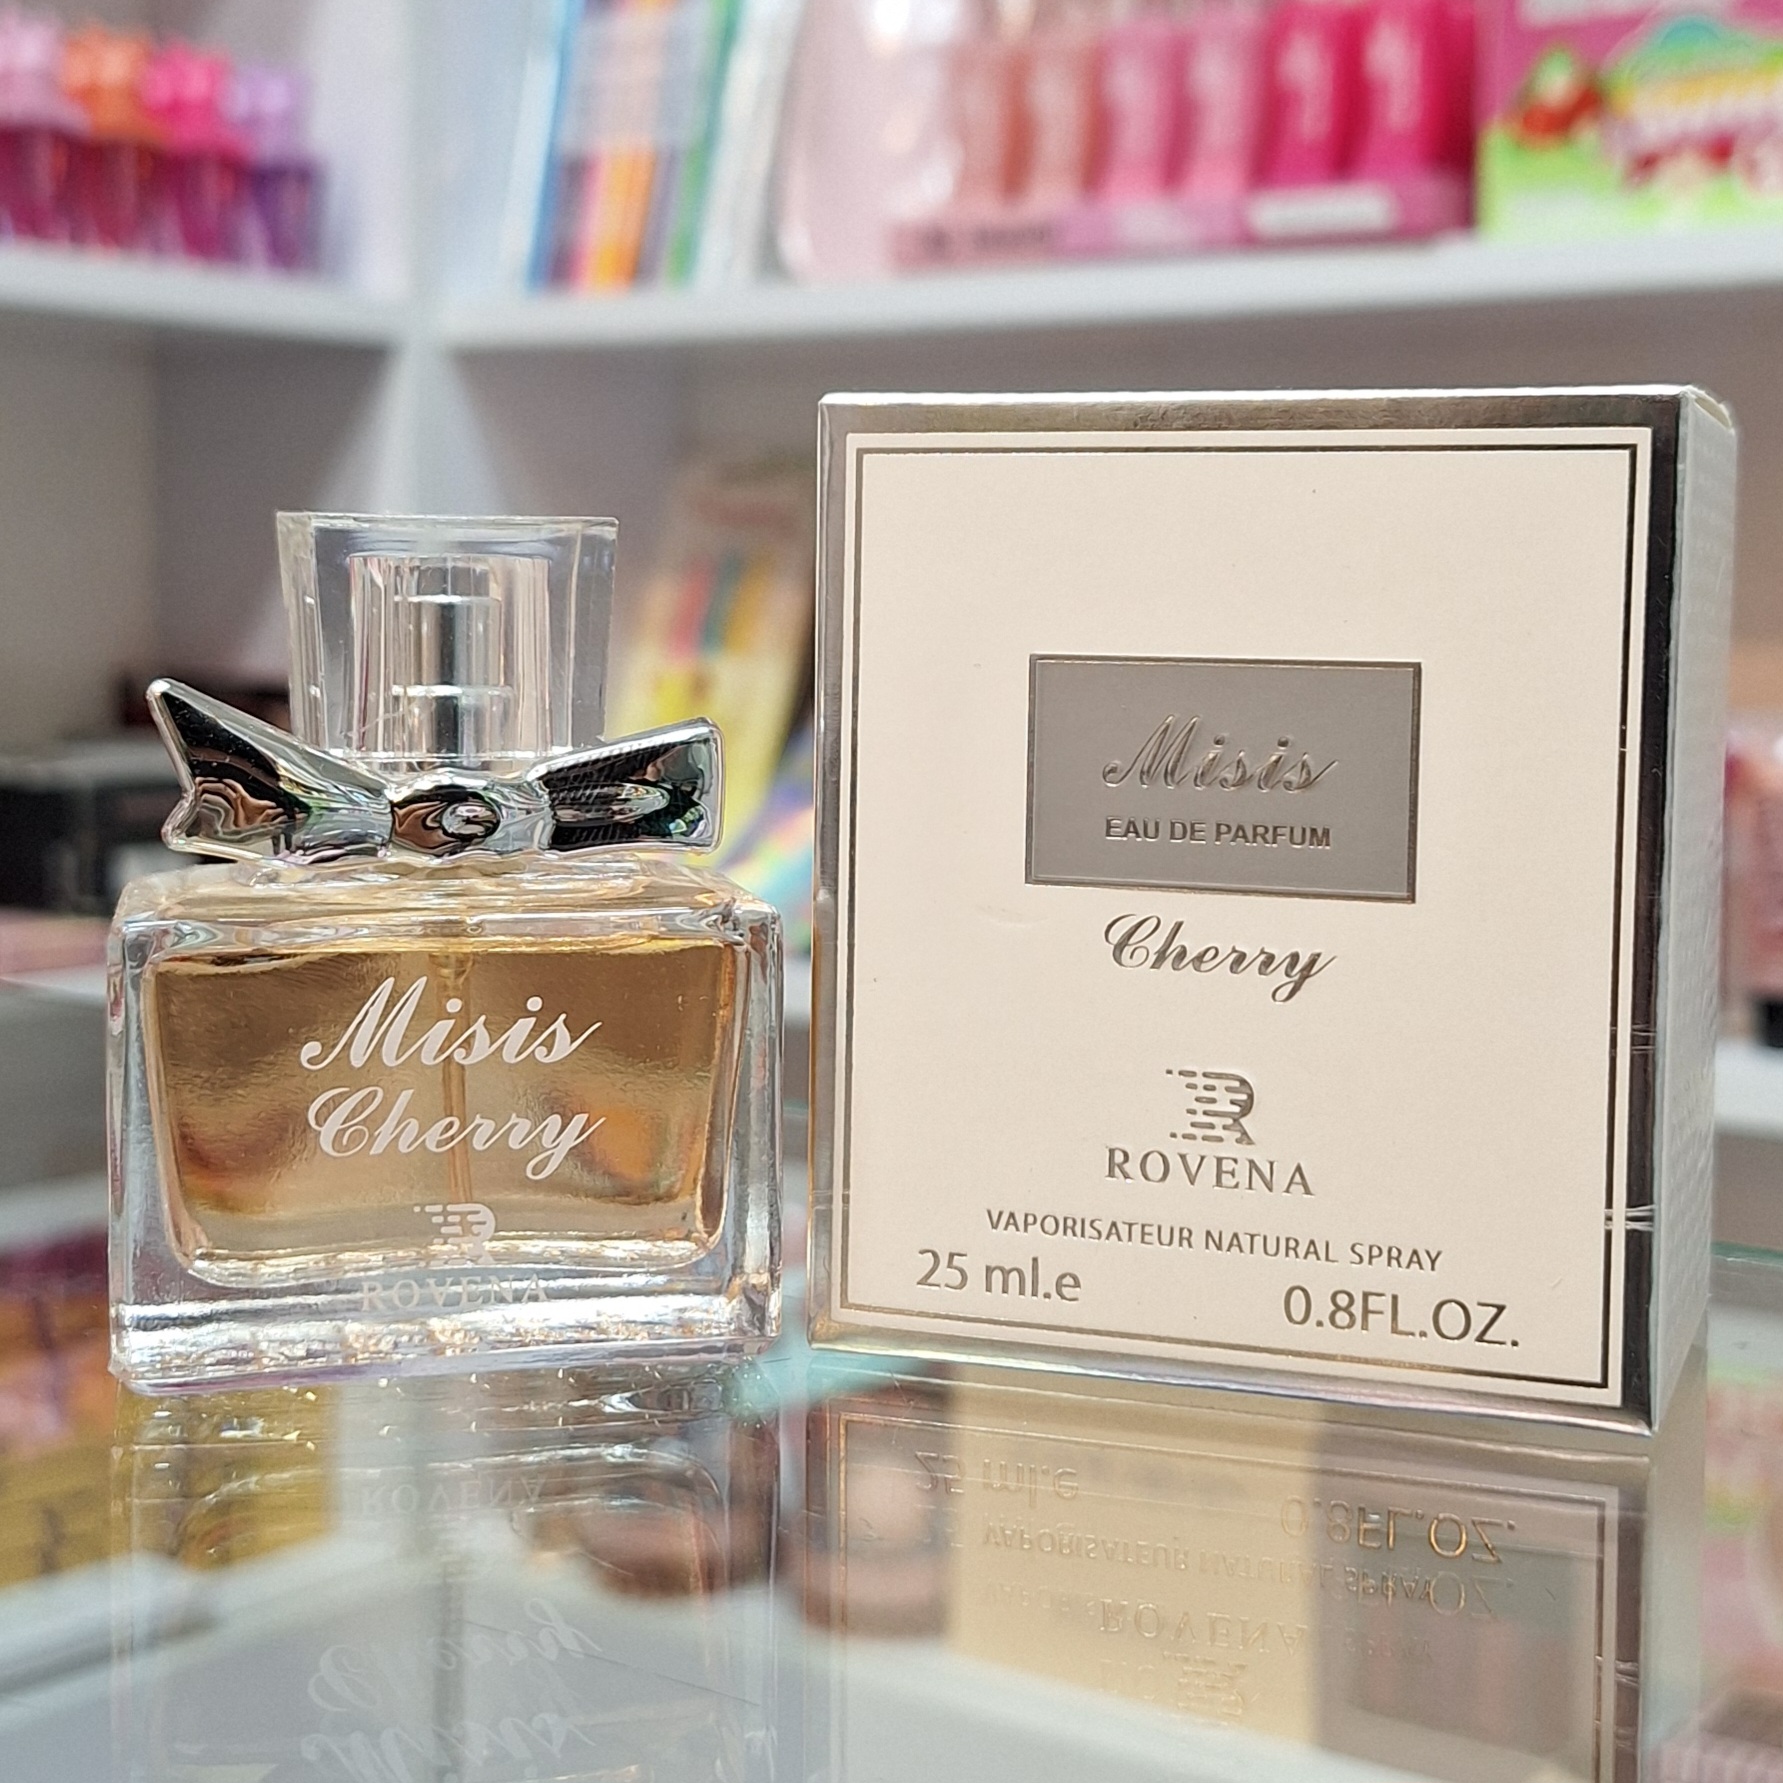 Misis
Cherry
ROVENA
Misis
EAU DE PARFUM
Cherry
ROVENA
VAPORISATEUR NATURAL SPRAY
25 ml.e
0.8FL.OZ.